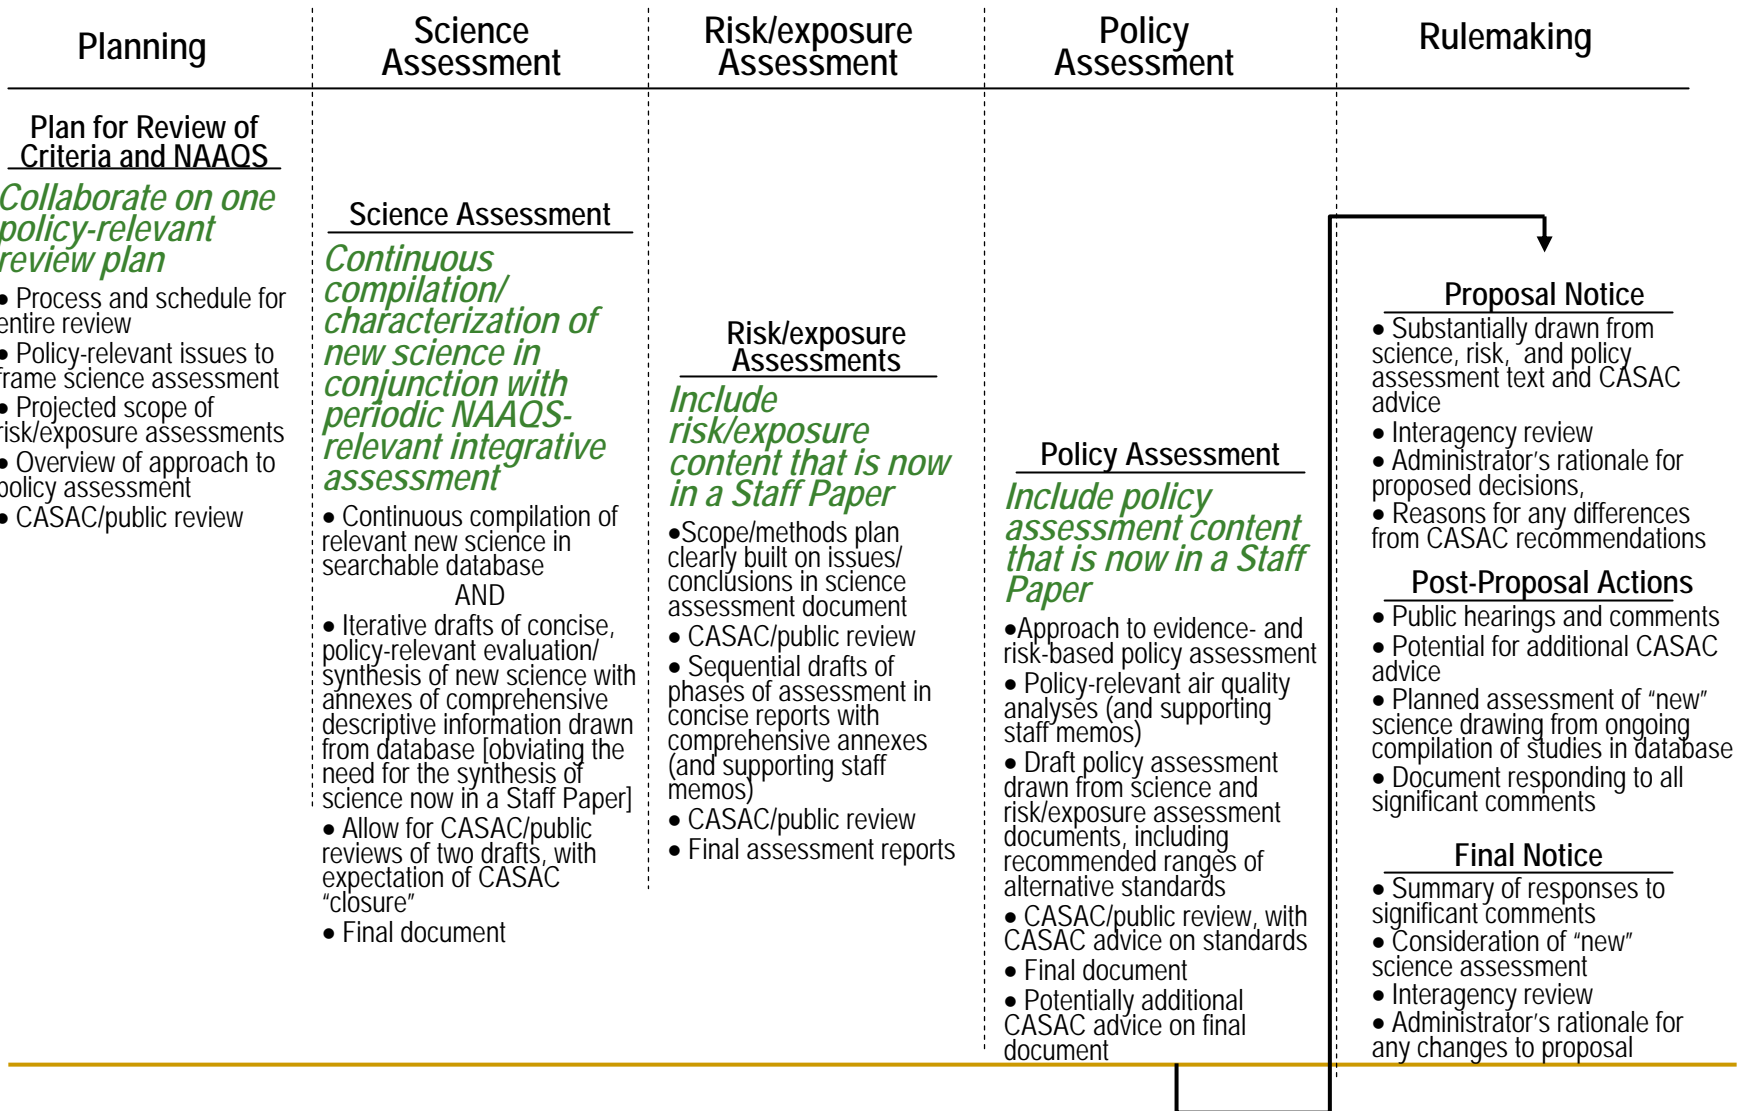 Planning
Science
Assessment
Risk/exposure
Assessment
Policy
Assessment
Rulemaking
Plan for Review of
Criteria and NAAQS
Collaborate on one
policy-relevant
review plan
• Process and schedule for
entire review
• Policy-relevant issues to
frame science assessment
• Projected scope of
risk/exposure assessments
• Overview of approach to
policy assessment
• CASAC/public review
Science Assessment
Continuous
compilation/
characterization of
new science in
conjunction with
periodic NAAQS-
relevant integrative
assessment
• Continuous compilation of
relevant new science in
searchable database
AND
• Iterative drafts of concise,
policy-relevant evaluation/
synthesis of new science with
annexes of comprehensive
descriptive information drawn
from database [obviating the
need for the synthesis of
science now in a Staff Paper]
• Allow for CASAC/public
reviews of two drafts, with
expectation of CASAC
“closure”
• Final document
Risk/exposure
Assessments
Include
risk/exposure
content that is now
in a Staff Paper
•Scope/methods plan
clearly built on issues/
conclusions in science
assessment document
• CASAC/public review
• Sequential drafts of
phases of assessment in
concise reports with
comprehensive annexes
(and supporting staff
memos)
• CASAC/public review
• Final assessment reports
Policy Assessment
Include policy
assessment content
that is now in a Staff
Paper
•Approach to evidence- and
risk-based policy assessment
• Policy-relevant air quality
analyses (and supporting
staff memos)
• Draft policy assessment
drawn from science and
risk/exposure assessment
documents, including
recommended ranges of
alternative standards
• CASAC/public review, with
CASAC advice on standards
• Final document
• Potentially additional
CASAC advice on final
document
Proposal Notice
• Substantially drawn from
science, risk, and policy
assessment text and CASAC
advice
• Interagency review
• Administrator’s rationale for
proposed decisions,
• Reasons for any differences
from CASAC recommendations
Post-Proposal Actions
• Public hearings and comments
• Potential for additional CASAC
advice
• Planned assessment of “new”
science drawing from ongoing
compilation of studies in database
• Document responding to all
significant comments
Final Notice
• Summary of responses to
significant comments
• Consideration of “new”
science assessment
• Interagency review
• Administrator’s rationale for
any changes to proposal